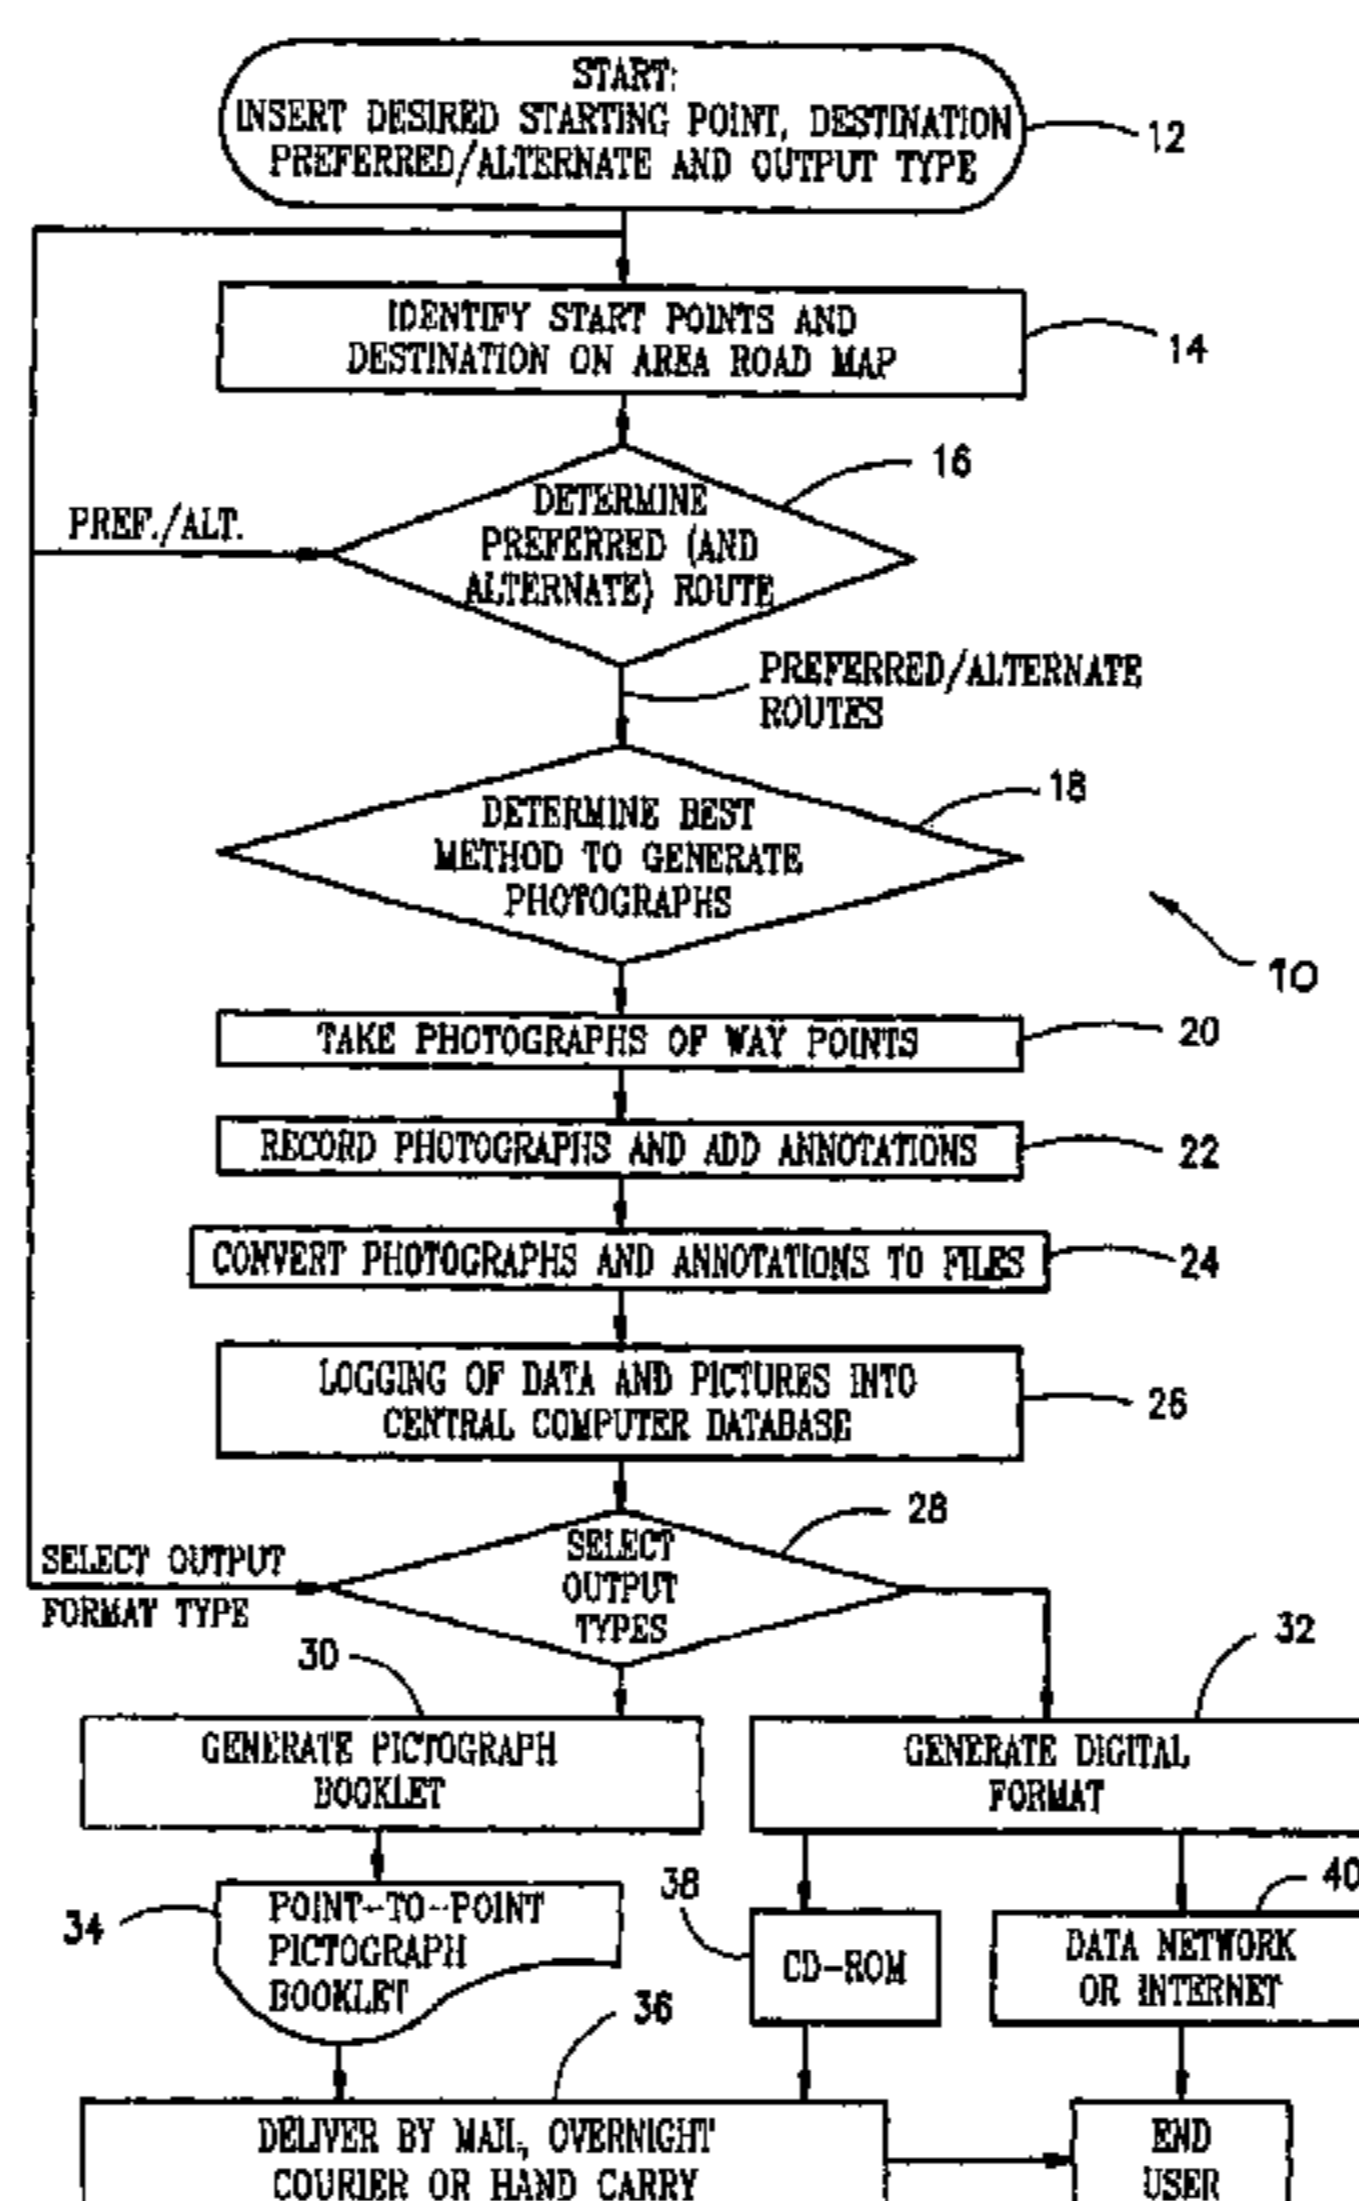 START:
INSERT DESIRED STARTING POINT, DESTINATION
PREFERRED/ALTERNATE AND OUTPUT TYPE
12
IDENTIFY START POINTS AND
DESTINATION ON AREA ROAD MAP
14
16
DETERMINE
PREFERRED (AND
ALTERNATE) ROUTE
PREF./ALT.
PREFERRED/ALTERNATE
ROUTES
18
DETERMINE BEST
METHOD TO GENERATE
PHOTOGRAPHS
10
TAKE PHOTOGRAPHS OF WAY POINTS
20
RECORD PHOTOGRAPHS AND ADD ANNOTATIONS
22
CONVERT PHOTOGRAPHS AND ANNOTATIONS TO FILES
24
LOGGING OF DATA AND PICTURES INTO
CENTRAL COMPUTER DATABASE
26
28
SELECT
OUTPUT
TYPES
SELECT OUTPUT
FORMAT TYPE
30
32
GENERATE PICTOGRAPH
BOOKLET
GENERATE DIGITAL
FORMAT
34
POINT-TO-POINT
PICTOGRAPH
BOOKLET
38
CD-ROM
40
DATA NETWORK
OR INTERNET
36
DELIVER BY MAIL, OVERNIGHT
COURIER OR HAND CARRY
END
USER